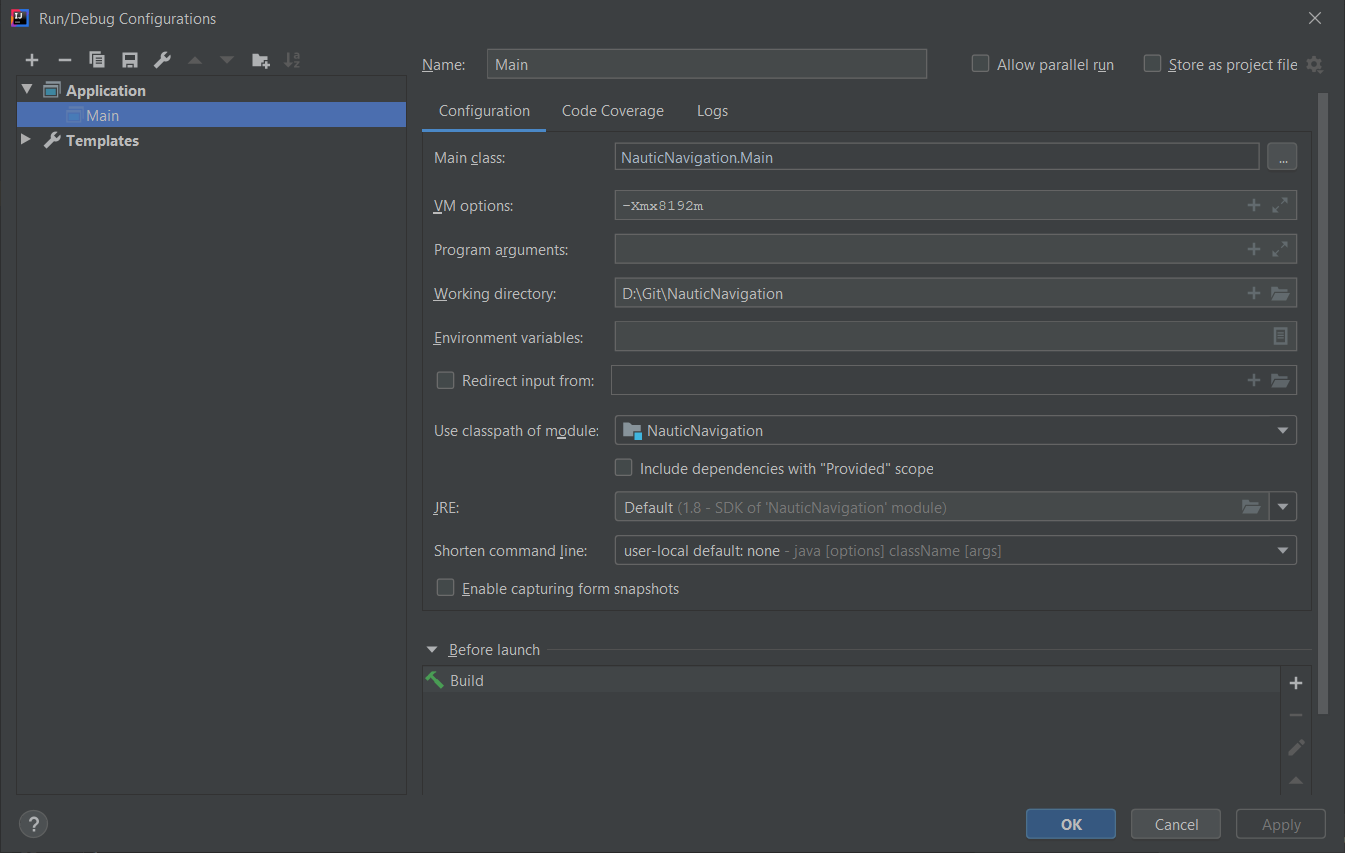 Run/Debug Configurations
Name: Main Allow parallel run Store as project file
Application
Main
Templates
Configuration Code Coverage Logs
Main class: NauticNavigation.Main ...
VM options: -Xmx8192m
Program arguments:
Working directory: D:\Git\NauticNavigation
Environment variables:
Redirect input from:
Use classpath of module: NauticNavigation
Include dependencies with "Provided" scope
JRE: Default (1.8 - SDK of 'NauticNavigation' module)
Shorten command line: user-local default: none - java [options] className [args]
Enable capturing form snapshots
Before launch
Build
? OK Cancel Apply